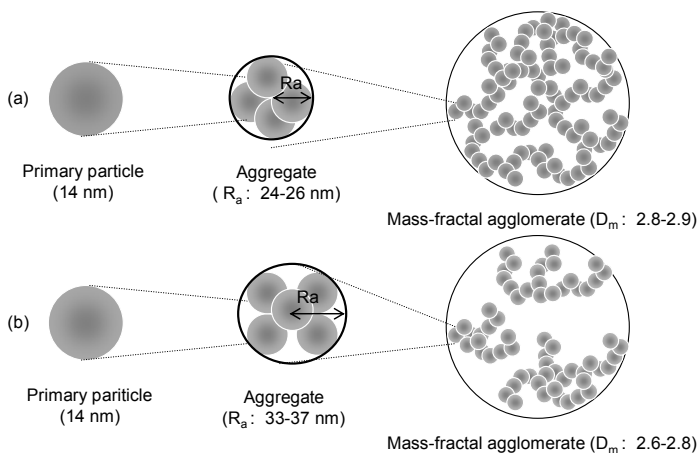 (a)
Ra
Primary particle
(14 nm)
Aggregate
( Rₐ : 24-26 nm)
Mass-fractal agglomerate (Dₘ : 2.8-2.9)
(b)
Ra
Primary pariticle
(14 nm)
Aggregate
(Rₐ : 33-37 nm)
Mass-fractal agglomerate (Dₘ : 2.6-2.8)